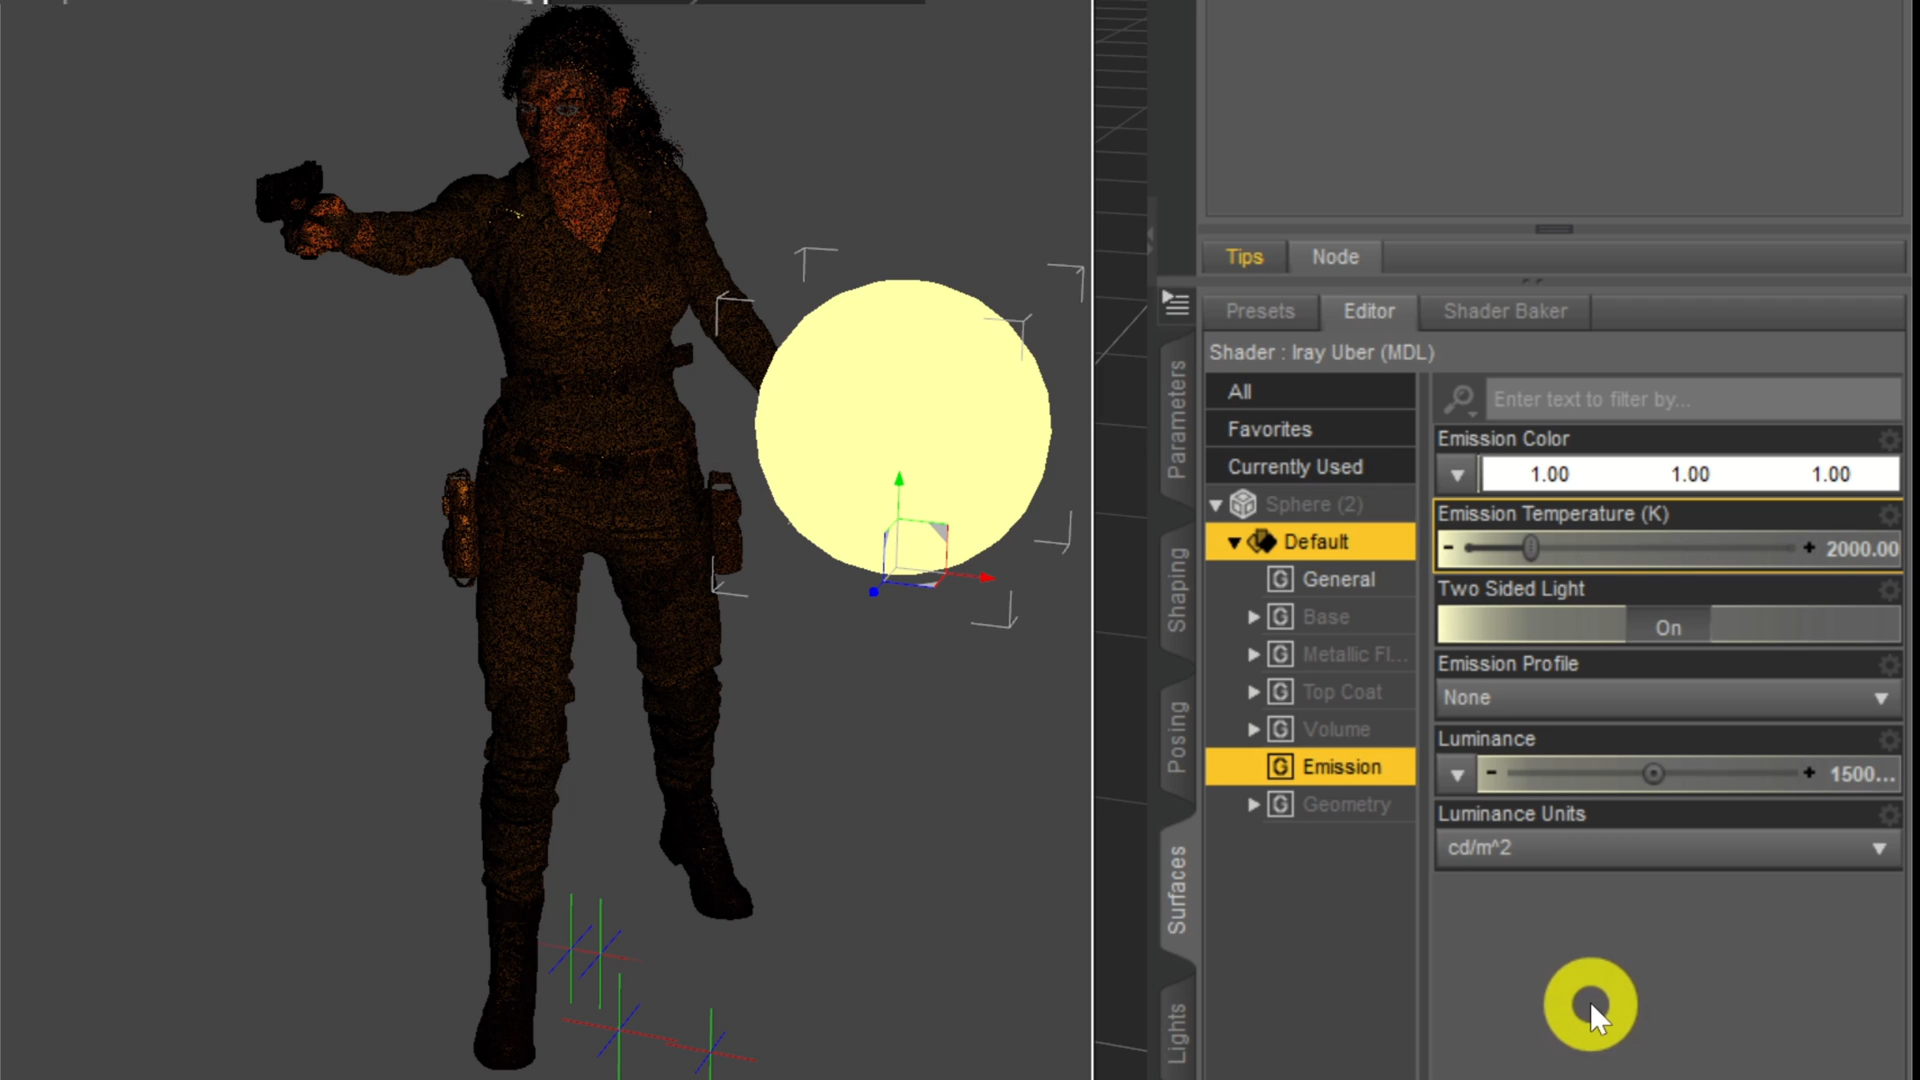 Tips Node
Presets Editor Shader Baker
Shader : Iray Uber (MDL)
All
Favorites
Currently Used
Sphere (2)
Default
G General
G Base
G Metallic Fl...
G Top Coat
G Volume
G Emission
G Geometry
Enter text to filter by...
Emission Color
1.00 1.00 1.00
Emission Temperature (K)
- + 2000.00
Two Sided Light
On
Emission Profile
None
Luminance
- + 1500...
Luminance Units
cd/m^2
Parameters
Shaping
Posing
Surfaces
Lights